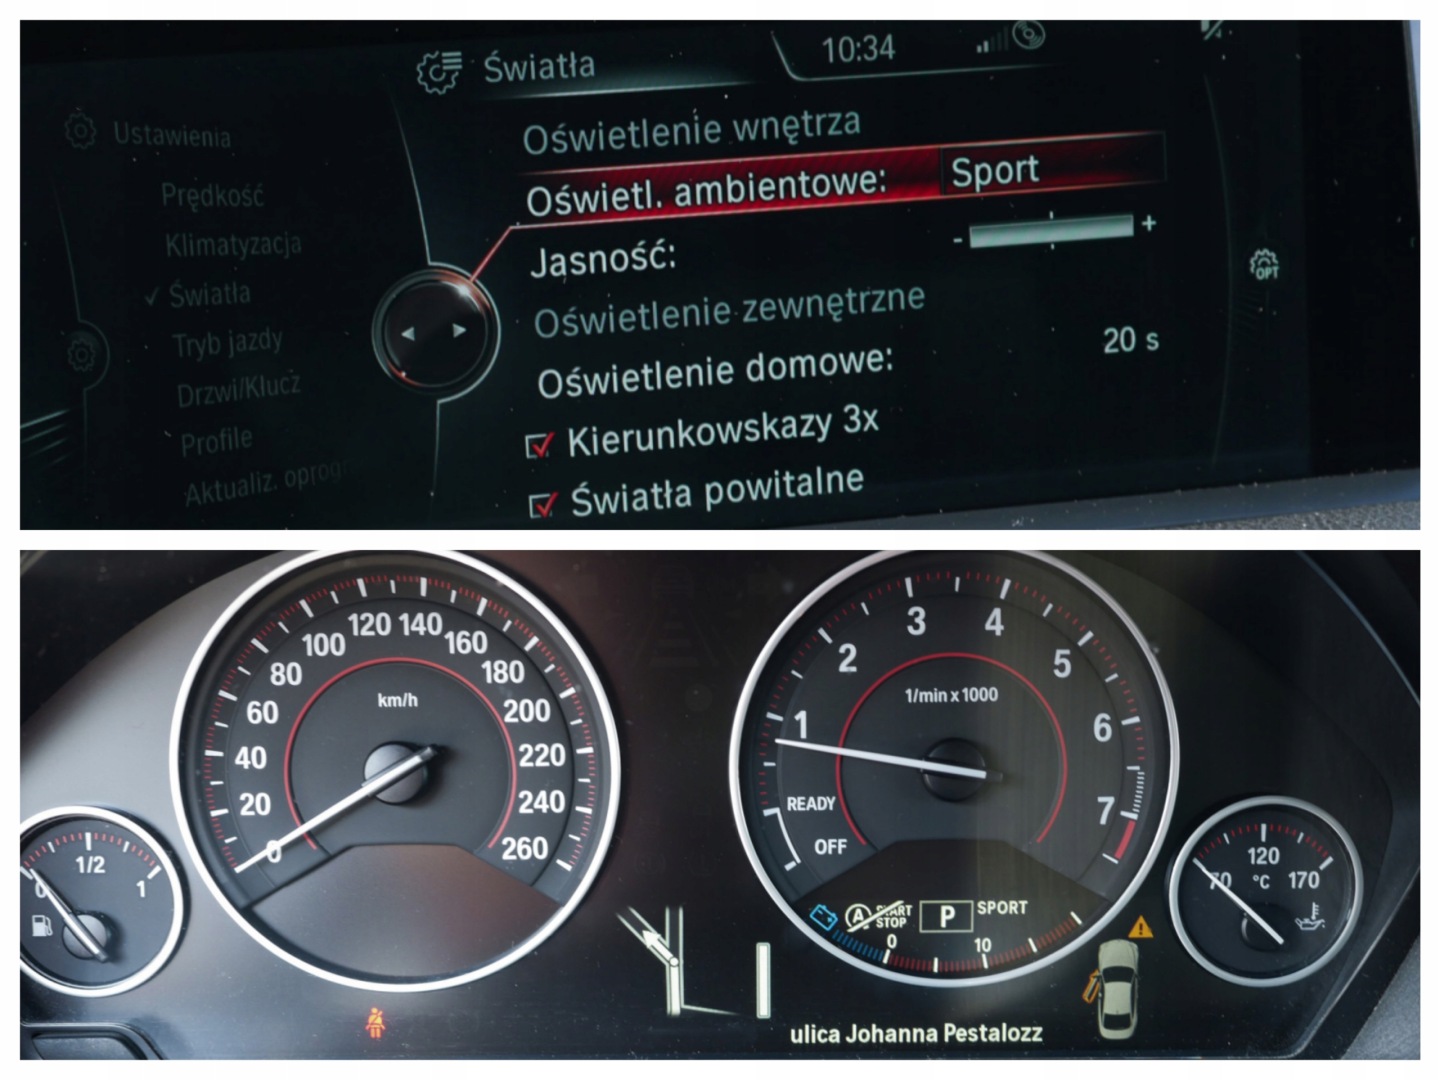 Światła
10:34
Ustawienia
Prędkość
Klimatyzacja
Światła
Tryb jazdy
Drzwi/Klucz
Profile
Aktualiz.
Oświetlenie wnętrza
Oświetl. ambientowe: Sport
Jasność: - +
Oświetlenie zewnętrzne
Oświetlenie domowe: 20 s
Kierunkowskazy 3x
Światła powitalne
OPT
0 1/2 1
0 20 40 60 80 100 120 140 160 180 200 220 240 260
km/h
1 2 3 4 5 6 7
1/min x 1000
READY
OFF
A START STOP
P
SPORT
0 10
70 120 170
°C
ulica Johanna Pestalozz